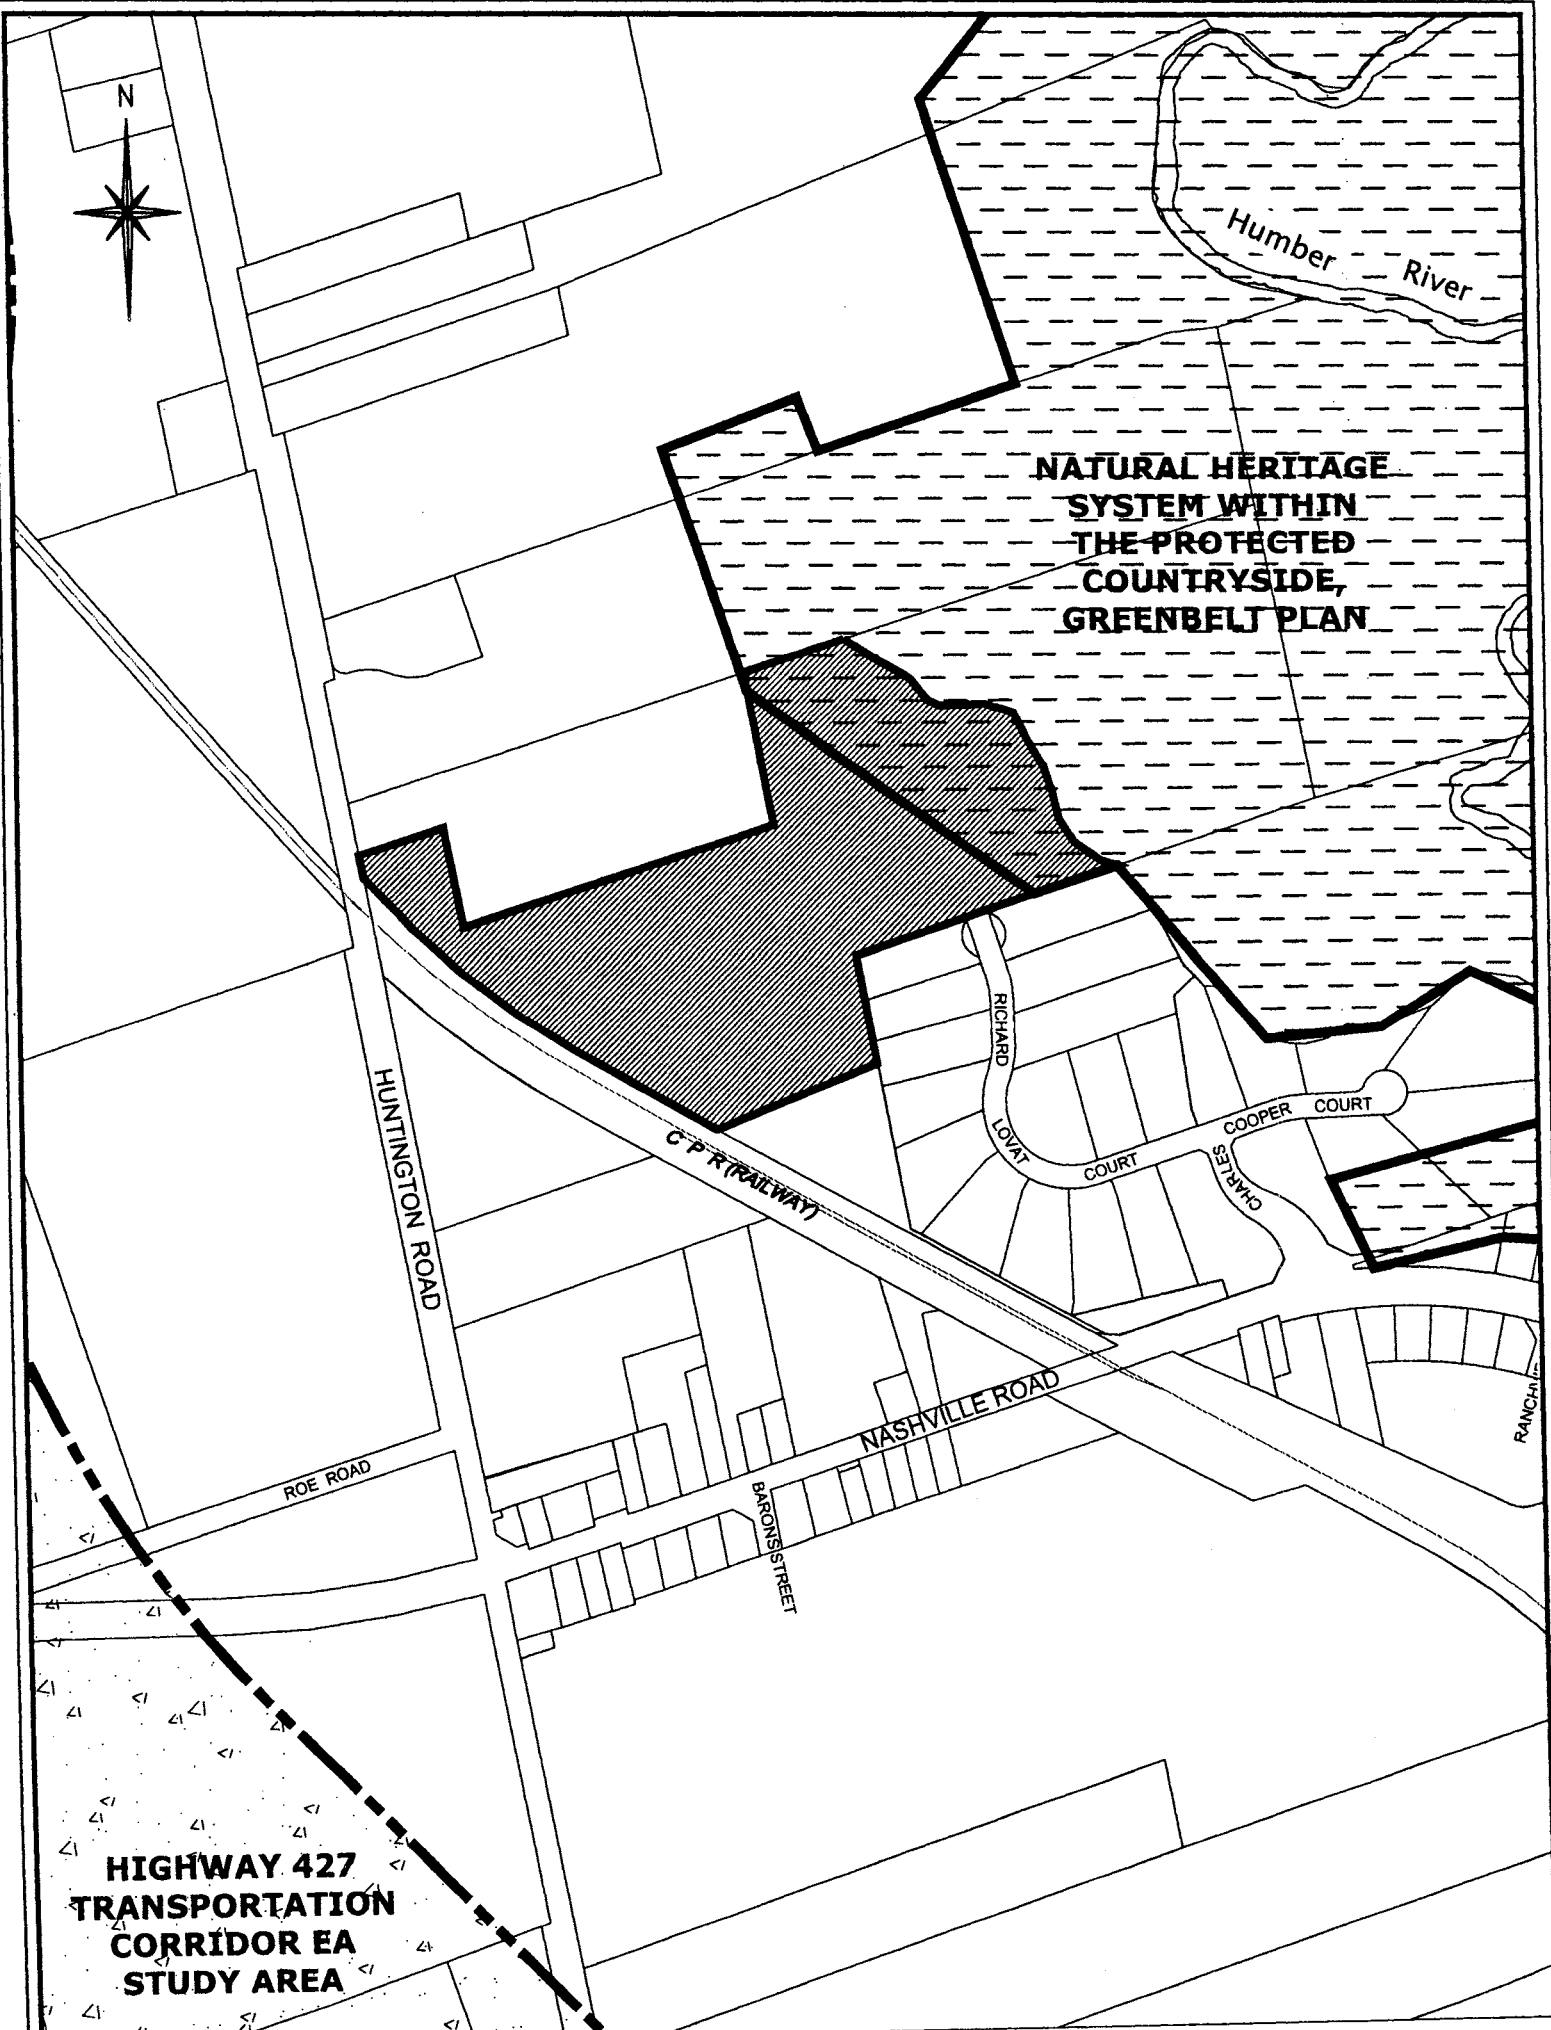 N
Humber River
NATURAL HERITAGE
SYSTEM WITHIN
THE PROTECTED
COUNTRYSIDE,
GREENBELT PLAN
RICHARD
LOVAT
COURT
CHARLES
COOPER COURT
HUNTINGTON ROAD
C P R (RAILWAY)
NASHVILLE ROAD
ROE ROAD
BARONS STREET
HIGHWAY 427
TRANSPORTATION
CORRIDOR EA
STUDY AREA